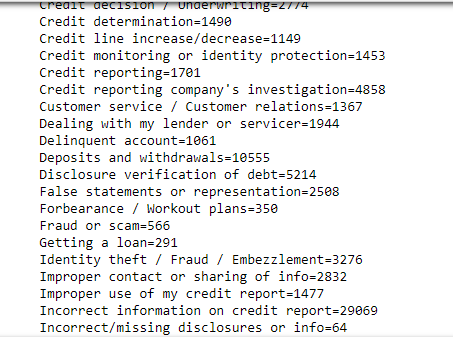 Credit decision / Underwriting=2774
Credit determination=1490
Credit line increase/decrease=1149
Credit monitoring or identity protection=1453
Credit reporting=1701
Credit reporting company's investigation=4858
Customer service / Customer relations=1367
Dealing with my lender or servicer=1944
Delinquent account=1061
Deposits and withdrawals=10555
Disclosure verification of debt=5214
False statements or representation=2508
Forbearance / Workout plans=350
Fraud or scam=566
Getting a loan=291
Identity theft / Fraud / Embezzlement=3276
Improper contact or sharing of info=2832
Improper use of my credit report=1477
Incorrect information on credit report=29069
Incorrect/missing disclosures or info=64